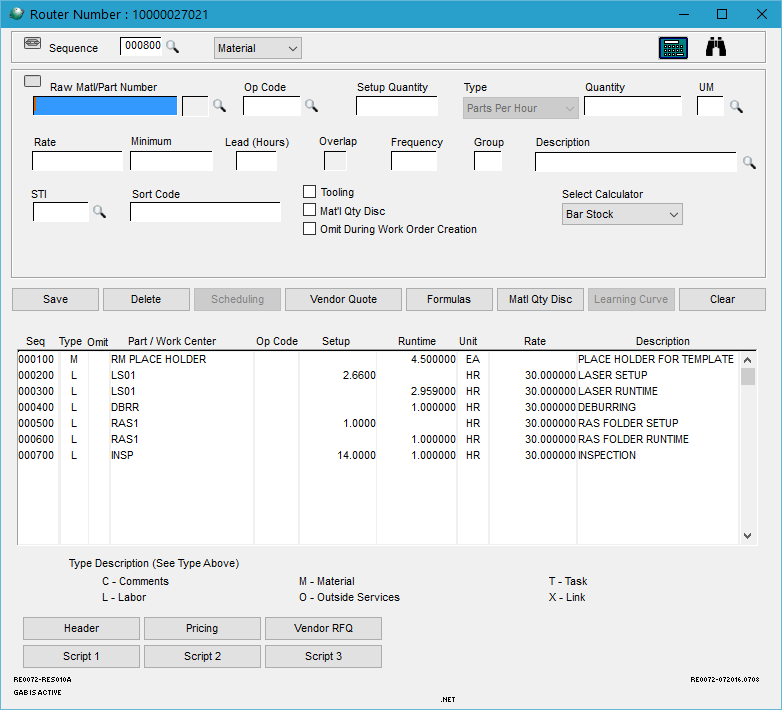 Router Number : 10000027021
Sequence 000800 Material
Raw Matl/Part Number Op Code Setup Quantity Type Quantity UM
Parts Per Hour
Rate Minimum Lead (Hours) Overlap Frequency Group Description
STI Sort Code Tooling Select Calculator
Mat'l Qty Disc Bar Stock
Omit During Work Order Creation
Save Delete Scheduling Vendor Quote Formulas Matl Qty Disc Learning Curve Clear
Seq Type Omit Part / Work Center Op Code Setup Runtime Unit Rate Description
000100 M RM PLACE HOLDER 4.500000 EA PLACE HOLDER FOR TEMPLATE
000200 L LS01 2.6600 HR 30.000000 LASER SETUP
000300 L LS01 2.959000 HR 30.000000 LASER RUNTIME
000400 L DBRR 1.000000 HR 30.000000 DEBURRING
000500 L RAS1 1.0000 HR 30.000000 RAS FOLDER SETUP
000600 L RAS1 1.000000 HR 30.000000 RAS FOLDER RUNTIME
000700 L INSP 14.0000 1.000000 HR 30.000000 INSPECTION
Type Description (See Type Above)
C - Comments M - Material T - Task
L - Labor O - Outside Services X - Link
Header Pricing Vendor RFQ
Script 1 Script 2 Script 3
RE0072-RES010A RE0072-072016.0708
GAB IS ACTIVE
.NET